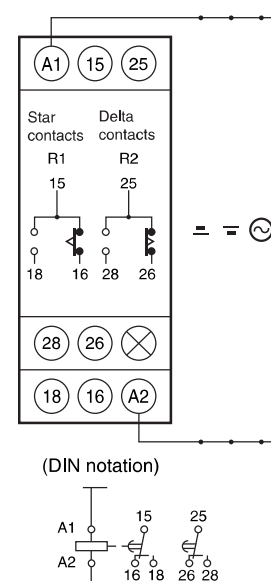 A1 15 25
Star contacts Delta contacts
R1 R2
15 25
18 16 28 26
28 26
18 16 A2
(DIN notation)
15 25
A1
A2
16 18 26 28